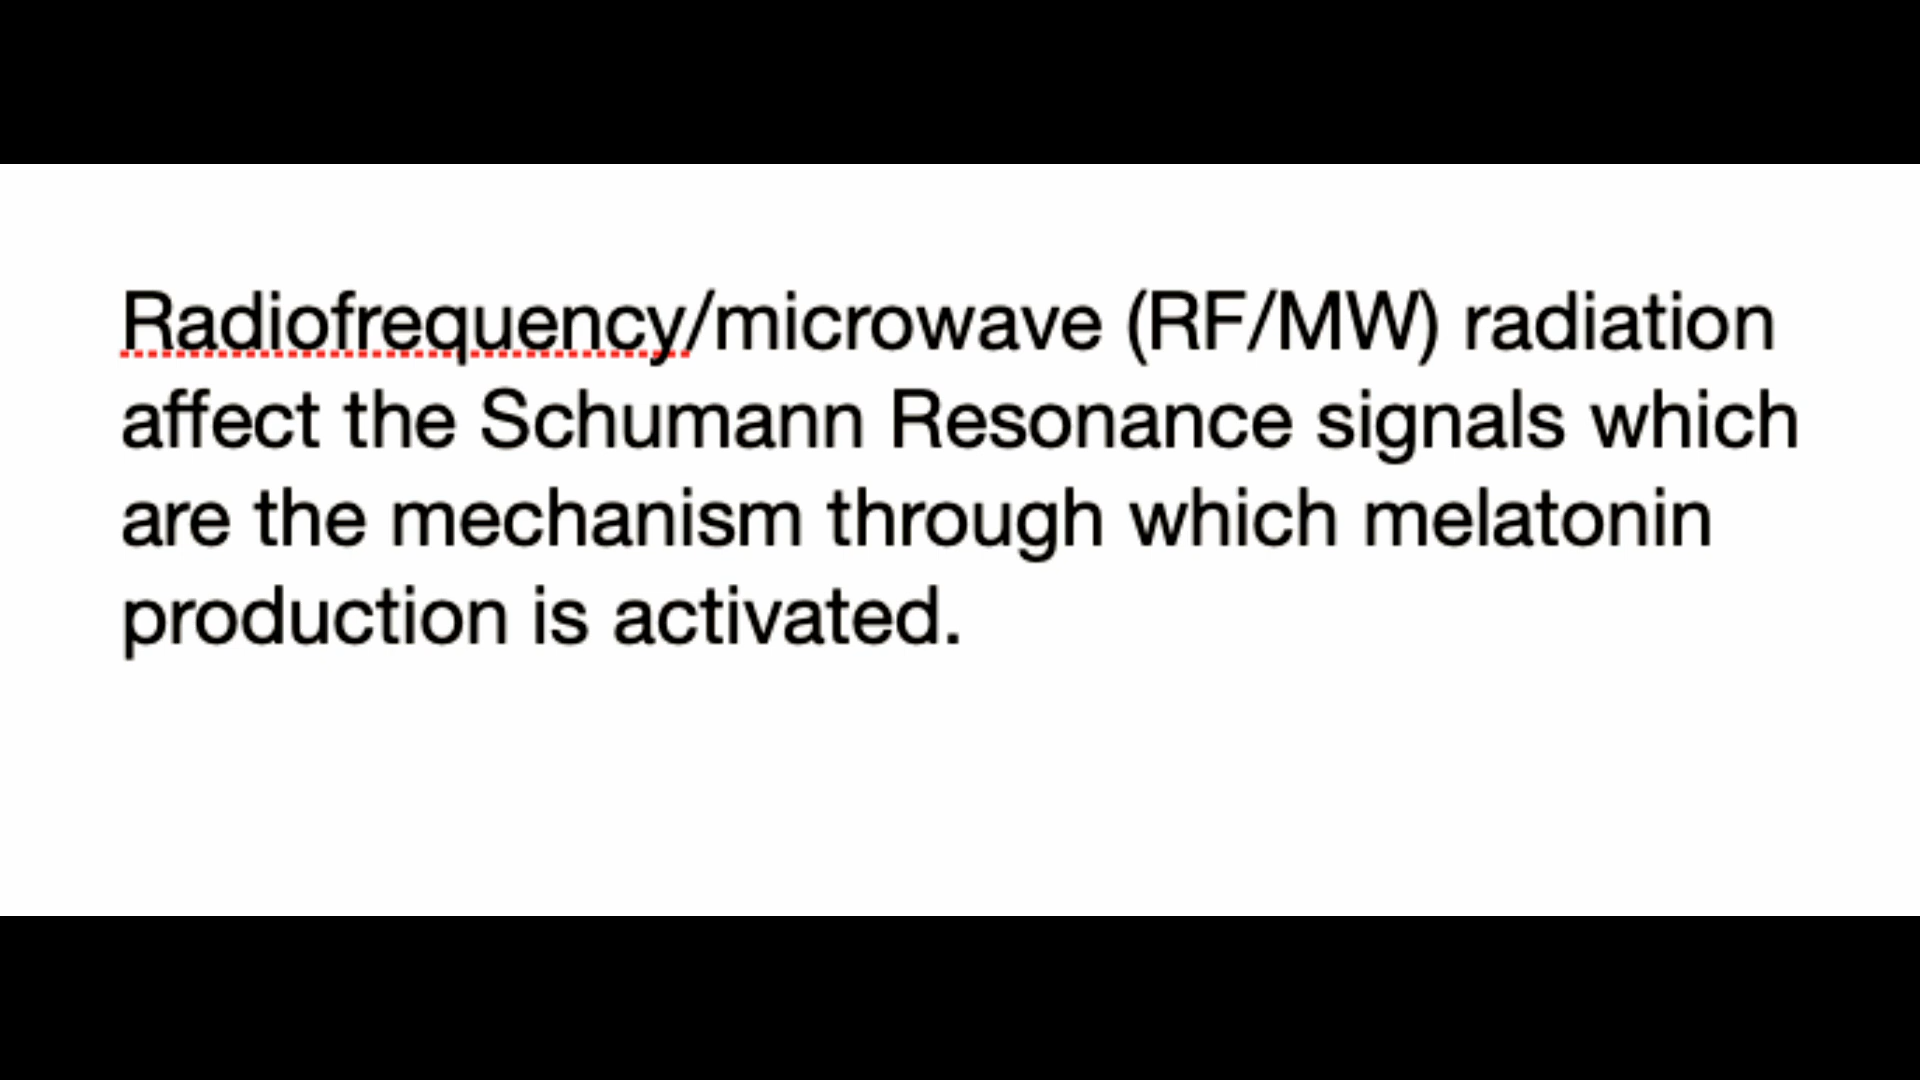 Radiofrequency/microwave (RF/MW) radiation
affect the Schumann Resonance signals which
are the mechanism through which melatonin
production is activated.